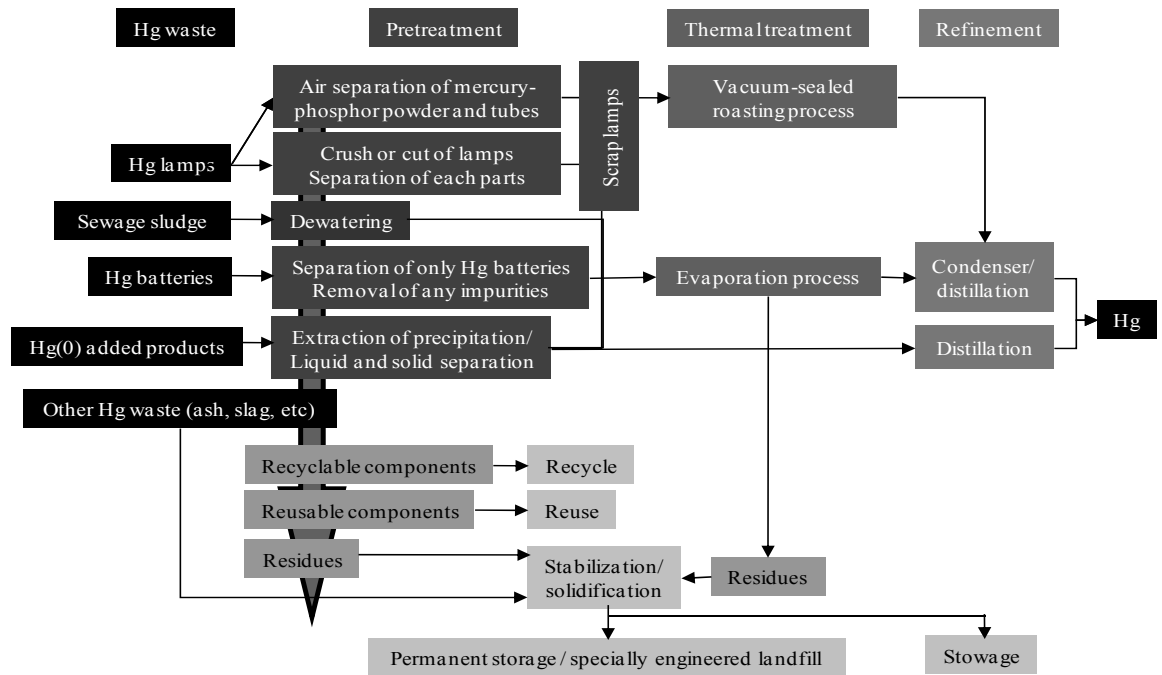 Hg waste
Pretreatment
Thermal treatment
Refinement
Air separation of mercury-
phosphor powder and tubes
Scrap lamps
Vacuum-sealed
roasting process
Hg lamps
Crush or cut of lamps
Separation of each parts
Sewage sludge
Dewatering
Hg batteries
Separation of only Hg batteries
Removal of any impurities
Evaporation process
Condenser/
distillation
Hg
Hg(0) added products
Extraction of precipitation/
Liquid and solid separation
Distillation
Other Hg waste (ash, slag, etc)
Recyclable components
Recycle
Reusable components
Reuse
Residues
Stabilization/
solidification
Residues
Permanent storage / specially engineered landfill
Stowage